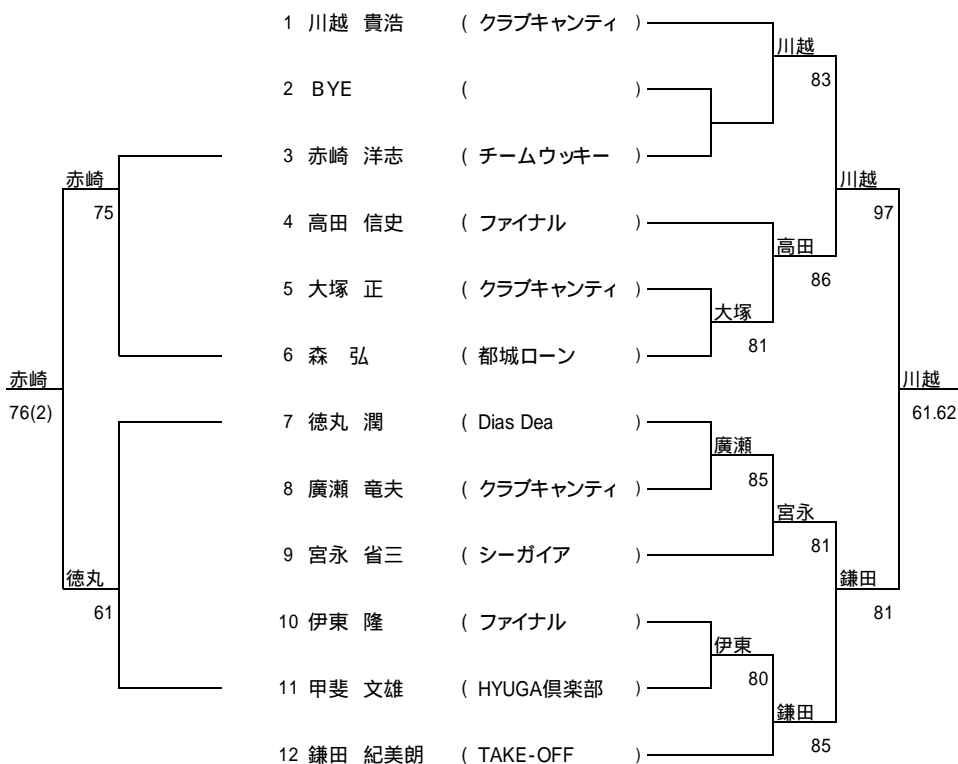 1 川越 貴浩 ( クラブキャンティ )
川越
83
2 BYE ( )
3 赤崎 洋志 ( チームウッキー )
赤崎
75
川越
97
4 高田 信史 ( ファイナル )
高田
86
5 大塚 正 ( クラブキャンティ )
大塚
81
6 森 弘 ( 都城ローン )
赤崎
76(2)
川越
61.62
7 徳丸 潤 ( Dias Dea )
廣瀬
85
8 廣瀬 竜夫 ( クラブキャンティ )
宮永
81
9 宮永 省三 ( シーガイア )
徳丸
61
鎌田
81
10 伊東 隆 ( ファイナル )
伊東
80
11 甲斐 文雄 ( HYUGA倶楽部 )
鎌田
85
12 鎌田 紀美朗 ( TAKE-OFF )